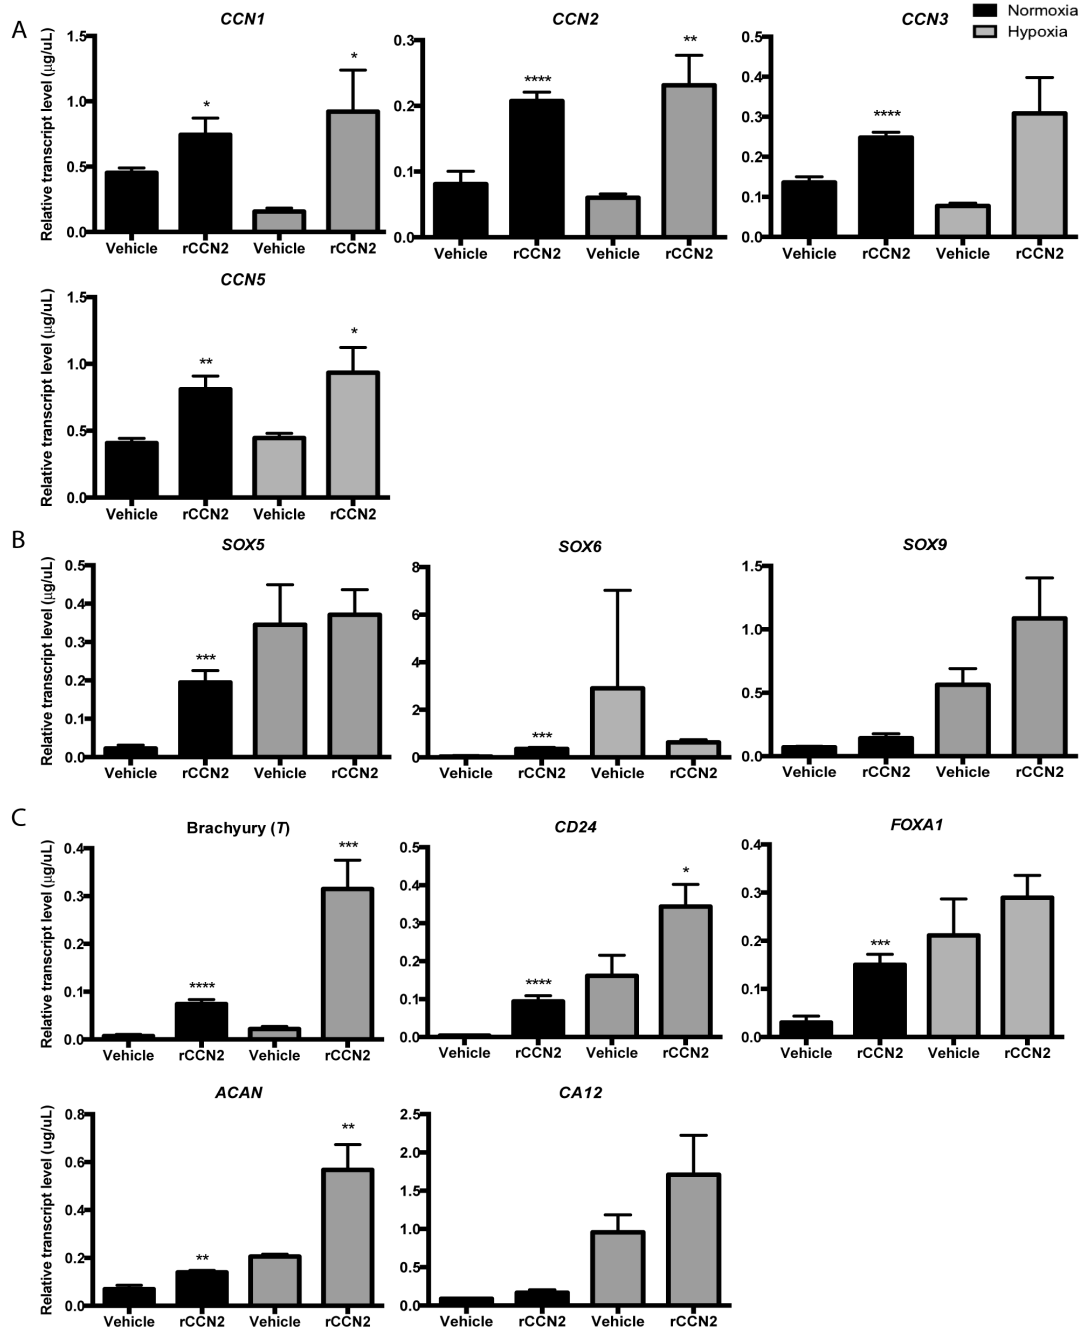 A
CCN1
CCN2
CCN3
Normoxia
Hypoxia
Relative transcript level (µg/uL)
1.5
1.0
0.5
0.0
* *
Vehicle rCCN2 Vehicle rCCN2
0.3
0.2
0.1
0.0
**** **
Vehicle rCCN2 Vehicle rCCN2
0.5
0.4
0.3
0.2
0.1
0.0
****
Vehicle rCCN2 Vehicle rCCN2
CCN5
Relative transcript level (µg/uL)
1.5
1.0
0.5
0.0
** *
Vehicle rCCN2 Vehicle rCCN2
B
SOX5
SOX6
SOX9
Relative transcript level (µg/uL)
0.5
0.4
0.3
0.2
0.1
0.0
***
Vehicle rCCN2 Vehicle rCCN2
8
6
4
2
0
***
Vehicle rCCN2 Vehicle rCCN2
1.5
1.0
0.5
0.0
Vehicle rCCN2 Vehicle rCCN2
C
Brachyury (T)
CD24
FOXA1
Relative transcript level (µg/uL)
0.4
0.3
0.2
0.1
0.0
**** ***
Vehicle rCCN2 Vehicle rCCN2
0.5
0.4
0.3
0.2
0.1
0.0
**** *
Vehicle rCCN2 Vehicle rCCN2
0.4
0.3
0.2
0.1
0.0
***
Vehicle rCCN2 Vehicle rCCN2
ACAN
CA12
Relative transcript level (ug/uL)
0.8
0.6
0.4
0.2
0.0
** **
Vehicle rCCN2 Vehicle rCCN2
2.5
2.0
1.5
1.0
0.5
0.0
Vehicle rCCN2 Vehicle rCCN2